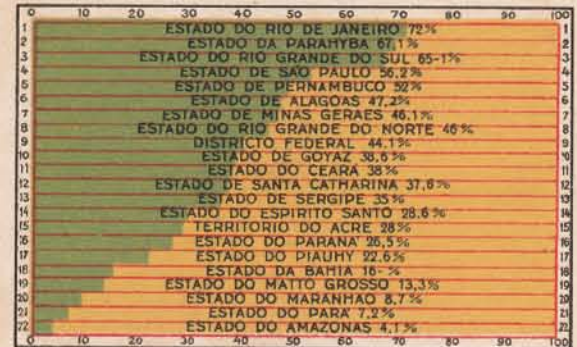 0 10 20 30 40 50 60 70 80 90 100
1 ESTADO DO RIO DE JANEIRO 72% 1
2 ESTADO DA PARAHYBA 67,1% 2
3 ESTADO DO RIO GRANDE DO SUL 65-1% 3
4 ESTADO DE SAO PAULO 56,2% 4
5 ESTADO DE PERNAMBUCO 52% 5
6 ESTADO DE ALAGOAS 47,2% 6
7 ESTADO DE MINAS GERAES 46,1% 7
8 ESTADO DO RIO GRANDE DO NORTE 46% 8
9 DISTRICTO FEDERAL 44.1% 9
10 ESTADO DE GOYAZ 38,6% 10
11 ESTADO DO CEARÁ 38% 11
12 ESTADO DE SANTA CATHARINA 37,6% 12
13 ESTADO DE SERGIPE 35% 13
14 ESTADO DO ESPIRITO SANTO 28.6% 14
15 TERRITORIO DO ACRE 28% 15
16 ESTADO DO PARANÁ 26,5% 16
17 ESTADO DO PIAUHY 22,6% 17
18 ESTADO DA BAHIA 16-% 18
19 ESTADO DO MATTO GROSSO 13,3% 19
20 ESTADO DO MARANHÃO 8,7% 20
21 ESTADO DO PARÁ 7,2% 21
22 ESTADO DO AMAZONAS 4,1% 22
0 10 20 30 40 50 60 70 80 90 100